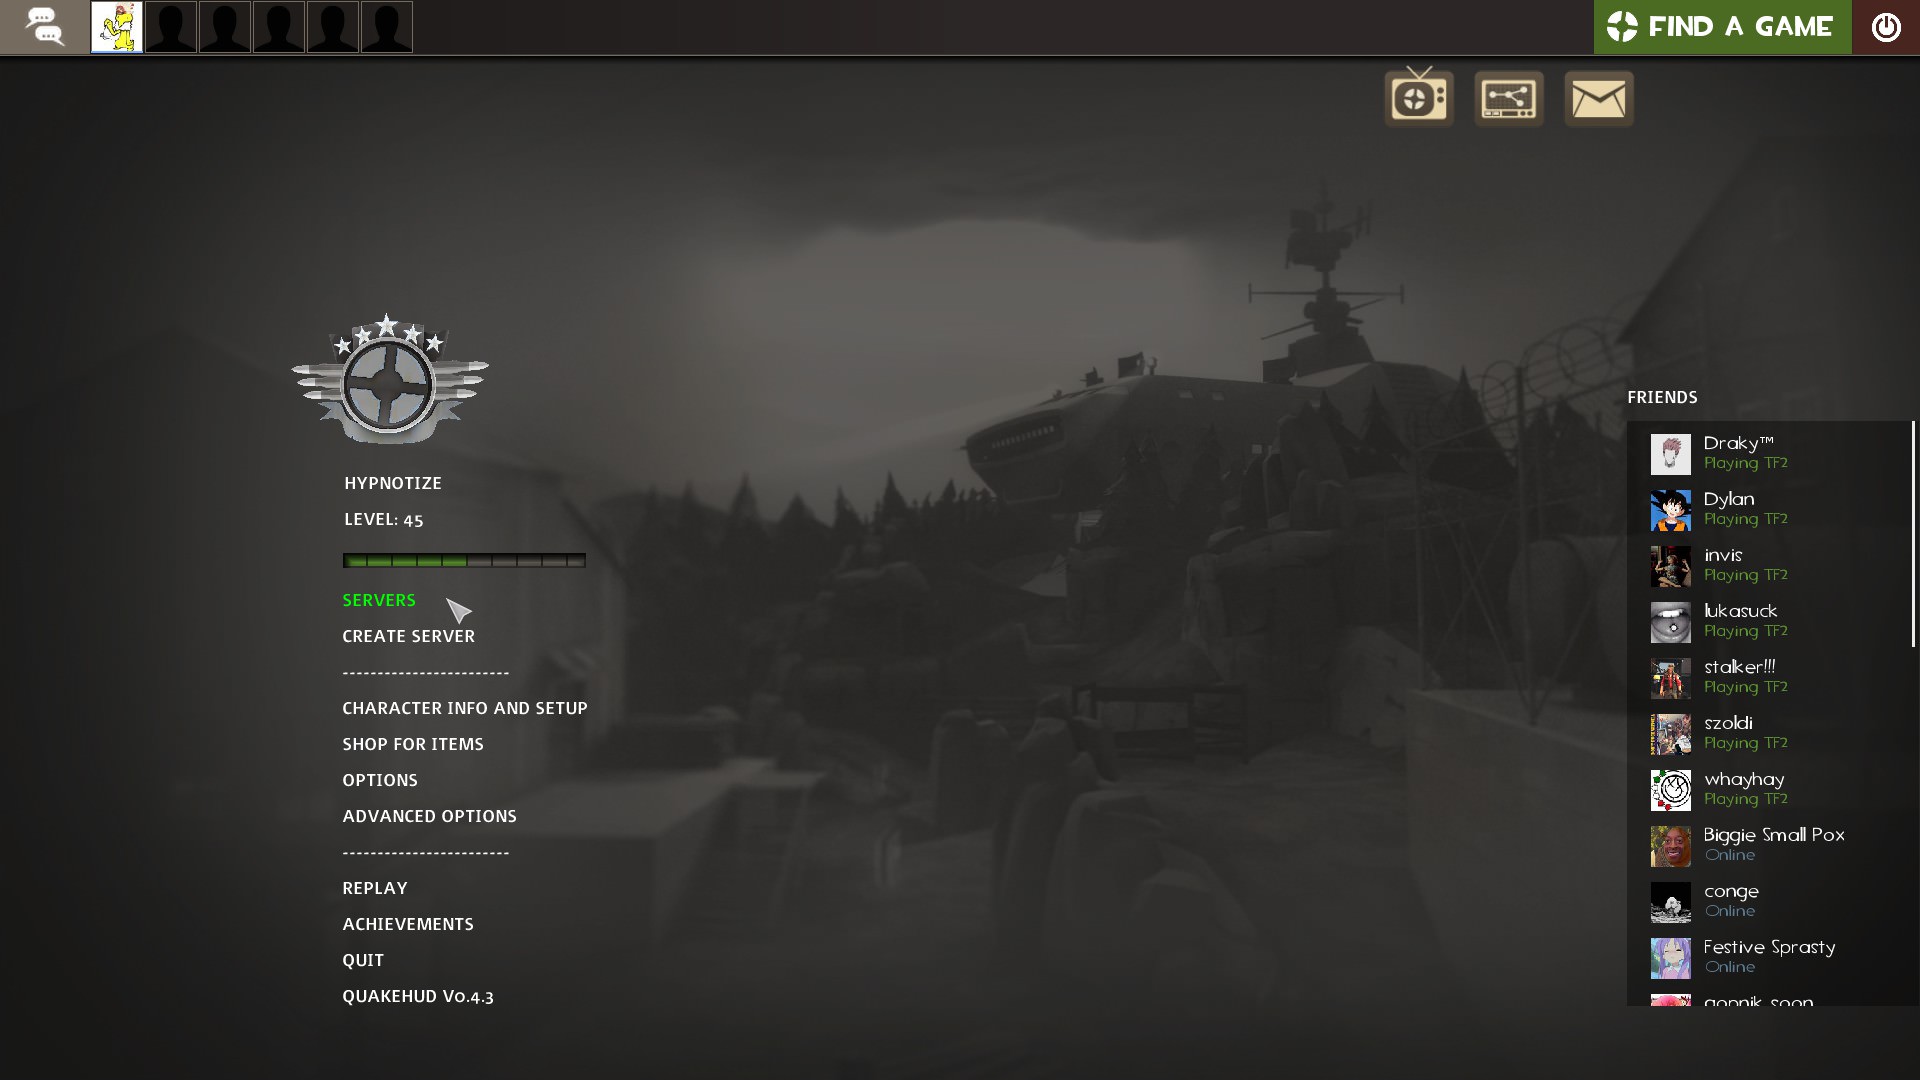 FIND A GAME
HYPNOTIZE
LEVEL: 45
SERVERS
CREATE SERVER
------------------------
CHARACTER INFO AND SETUP
SHOP FOR ITEMS
OPTIONS
ADVANCED OPTIONS
------------------------
REPLAY
ACHIEVEMENTS
QUIT
QUAKEHUD V0.4.3
FRIENDS
Draky™
Playing TF2
Dylan
Playing TF2
invis
Playing TF2
lukasuck
Playing TF2
stalker!!!
Playing TF2
szoldi
Playing TF2
whayhay
Playing TF2
Biggie Small Pox
Online
conge
Online
Festive Sprasty
Online
gopnik soon